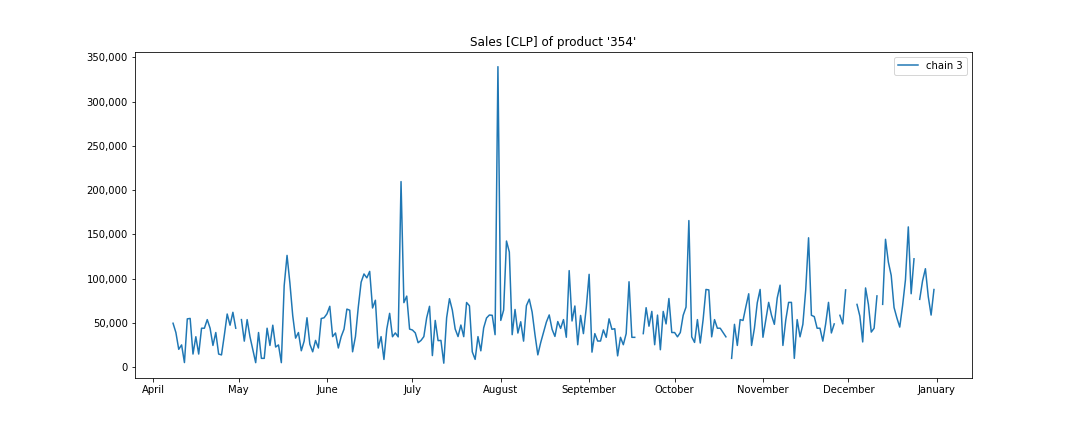 Sales [CLP] of product '354'
chain 3
350,000
300,000
250,000
200,000
150,000
100,000
50,000
0
April May June July August September October November December January